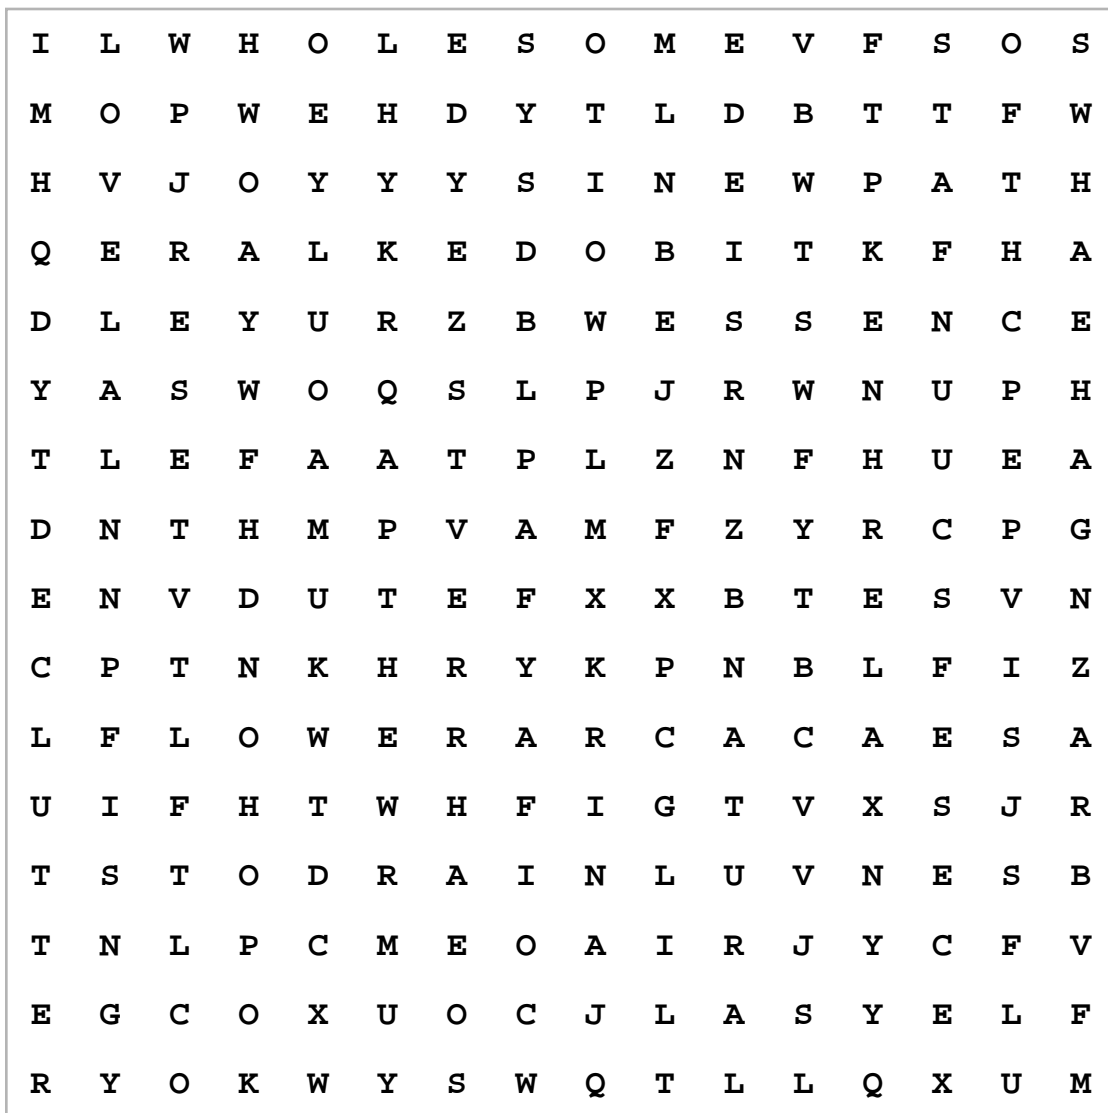 I L W H O L E S O M E V F S O S
M O P W E H D Y T L D B T T F W
H V J O Y Y Y S I N E W P A T H
Q E R A L K E D O B I T K F H A
D L E Y U R Z B W E S S E N C E
Y A S W O Q S L P J R W N U P H
T L E F A A T P L Z N F H U E A
D N T H M P V A M F Z Y R C P G
E N V D U T E F X X B T E S V N
C P T N K H R Y K P N B L F I Z
L F L O W E R A R C A C A E S A
U I F H T W H F I G T V X S J R
T S T O D R A I N L U V N E S B
T N L P C M E O A I R J Y C F V
E G C O X U O C J L A S Y E L F
R Y O K W Y S W Q T L L Q X U M